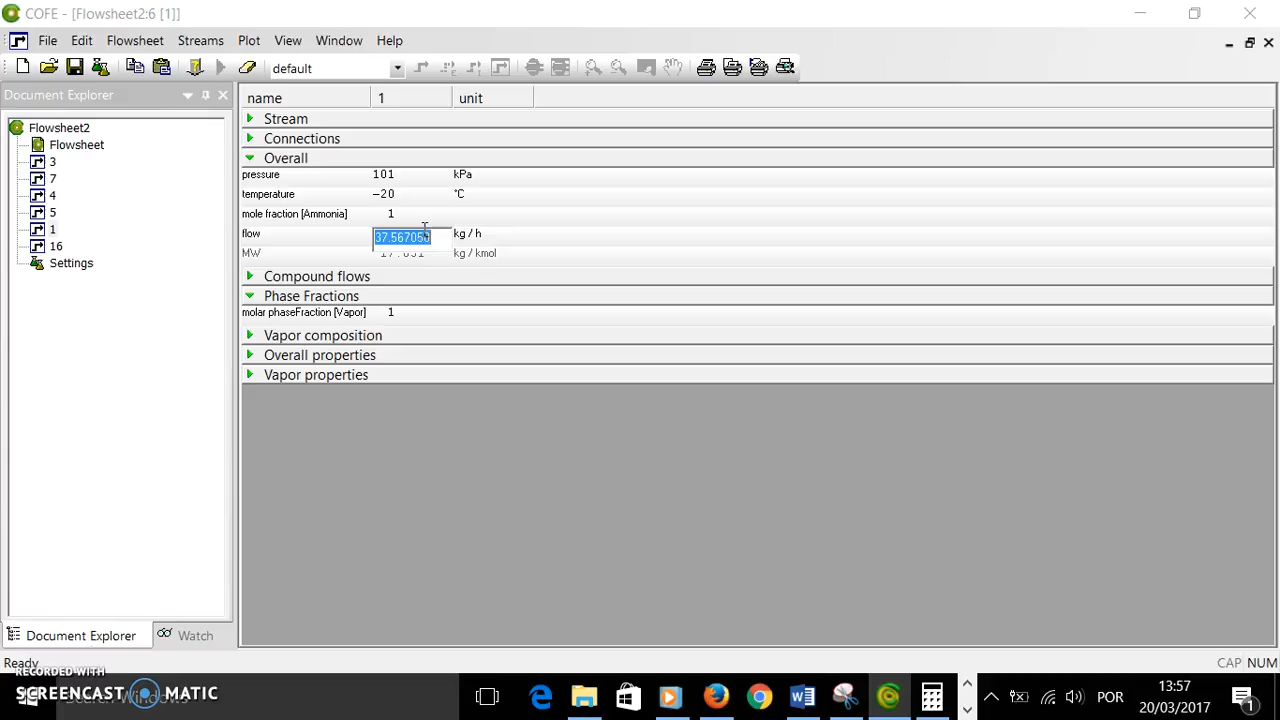 COFE - [Flowsheet2:6 [1]]
File Edit Flowsheet Streams Plot View Window Help
default
Document Explorer
Flowsheet2
Flowsheet
3
7
4
5
1
16
Settings
Document Explorer
Watch
name 1 unit
Stream
Connections
Overall
pressure 101 kPa
temperature -20 °C
mole fraction [Ammonia] 1
flow kg / h
MW kg / kmol
Compound flows
Phase Fractions
molar phaseFraction [Vapor] 1
Vapor composition
Overall properties
Vapor properties
Ready
CAP NUM
RECORDED WITH
SCREENCAST MATIC
POR
13:57
20/03/2017
1